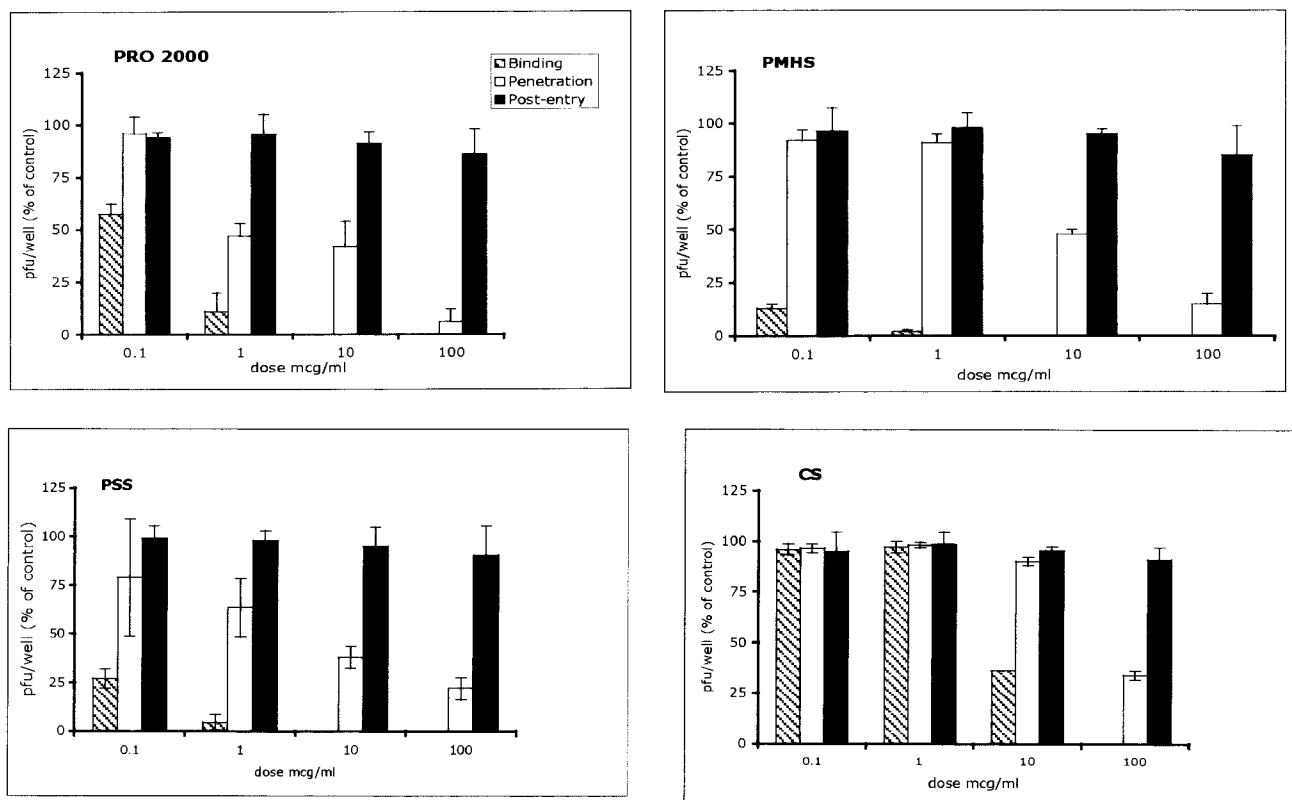 PRO 2000
Binding
Penetration
Post-entry
125
100
75
50
25
0
pfu/well (% of control)
0.1 1 10 100
dose mcg/ml
PMHS
125
100
75
50
25
0
pfu/well (% of control)
0.1 1 10 100
dose mcg/ml
PSS
125
100
75
50
25
0
pfu/well (% of control)
0.1 1 10 100
dose mcg/ml
CS
125
100
75
50
25
0
pfu/well (% of control)
0.1 1 10 100
dose mcg/ml